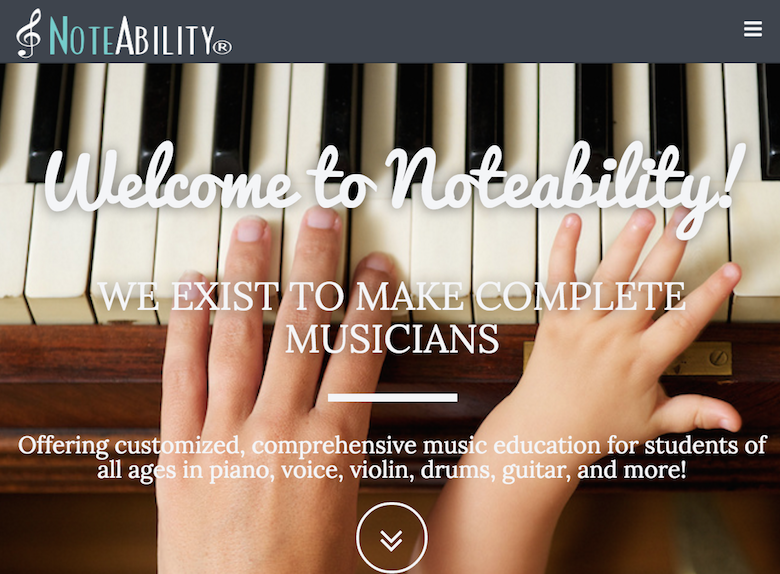 NOTEABILITY®
Welcome to Noteability!
WE EXIST TO MAKE COMPLETE
MUSICIANS
Offering customized, comprehensive music education for students of
all ages in piano, voice, violin, drums, guitar, and more!